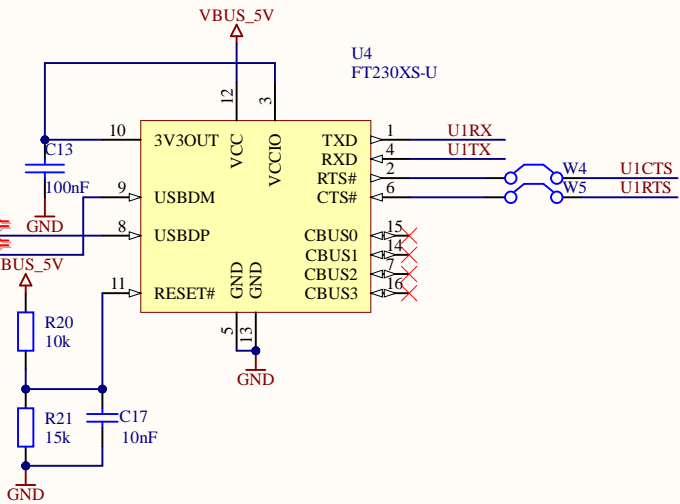 VBUS_5V
U4
FT230XS-U
12
3
10
3V3OUT
VCC
VCCIO
TXD
1
U1RX
C13
RXD
4
U1TX
100nF
RTS#
2
W4
U1CTS
9
USBDM
CTS#
6
W5
U1RTS
GND
8
USBDP
CBUS0
15
CBUS1
14
BUS_5V
CBUS2
7
11
RESET#
GND
GND
CBUS3
16
R20
10k
5
13
GND
R21
15k
C17
10nF
GND